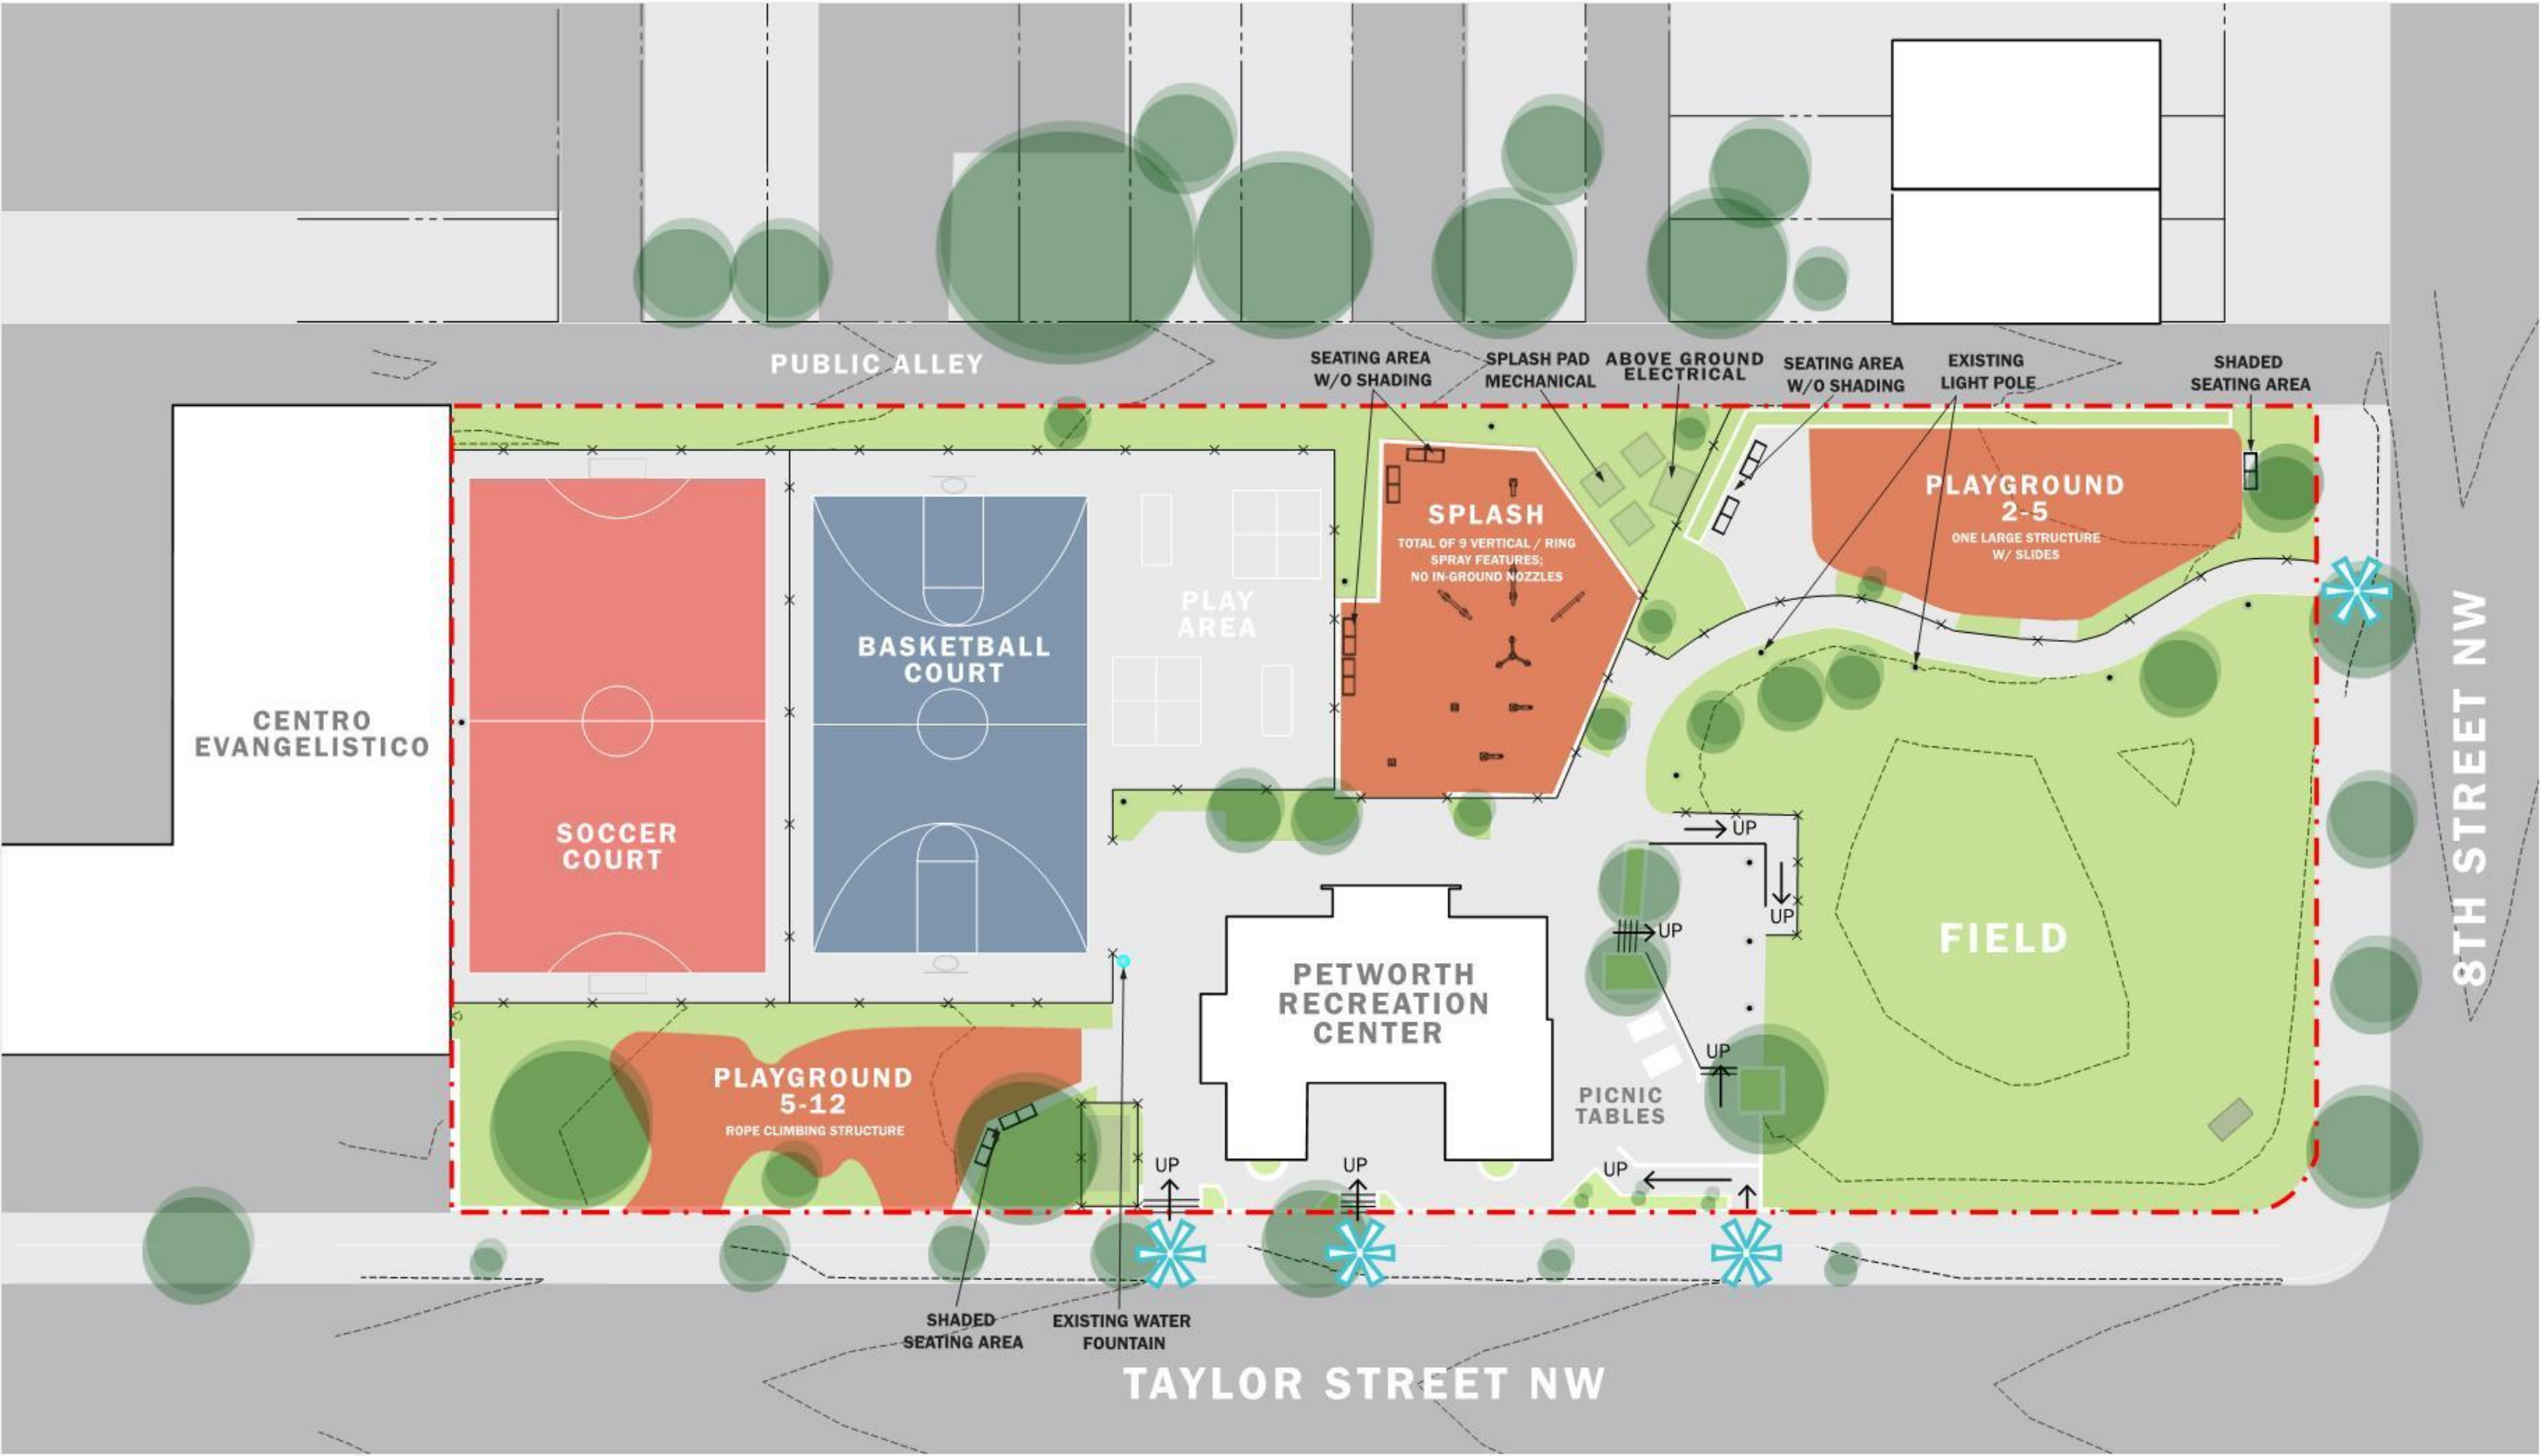 PUBLIC ALLEY
SEATING AREA
W/O SHADING
SPLASH PAD
MECHANICAL
ABOVE GROUND
ELECTRICAL
SEATING AREA
W/O SHADING
EXISTING
LIGHT POLE
SHADED
SEATING AREA
SPLASH
TOTAL OF 9 VERTICAL / RING
SPRAY FEATURES;
NO IN-GROUND NOZZLES
PLAYGROUND
2-5
ONE LARGE STRUCTURE
W/ SLIDES
PLAY
AREA
BASKETBALL
COURT
CENTRO
EVANGELISTICO
SOCCER
COURT
8TH STREET NW
UP
UP
UP
FIELD
PETWORTH
RECREATION
CENTER
UP
PICNIC
TABLES
PLAYGROUND
5-12
ROPE CLIMBING STRUCTURE
UP
UP
UP
SHADED
SEATING AREA
EXISTING WATER
FOUNTAIN
TAYLOR STREET NW